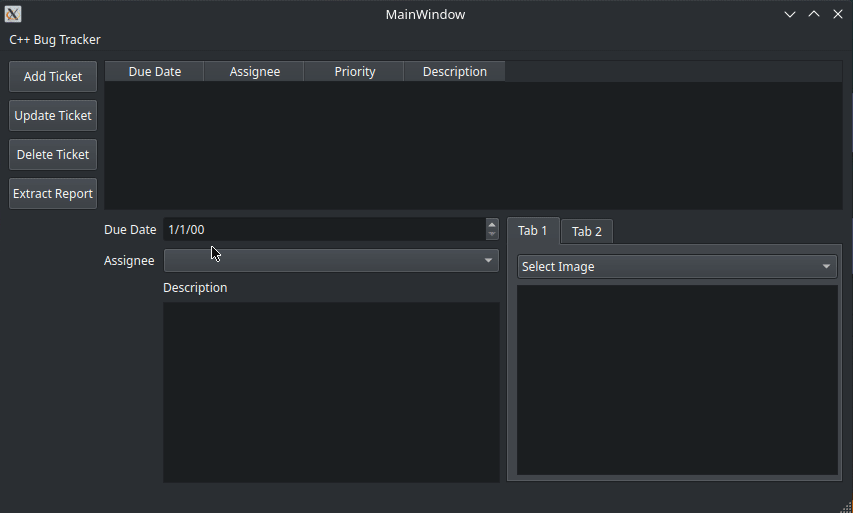 MainWindow
C++ Bug Tracker
Add Ticket
Update Ticket
Delete Ticket
Extract Report
Due Date Assignee Priority Description
Due Date 1/1/00
Assignee
Description
Tab 1 Tab 2
Select Image